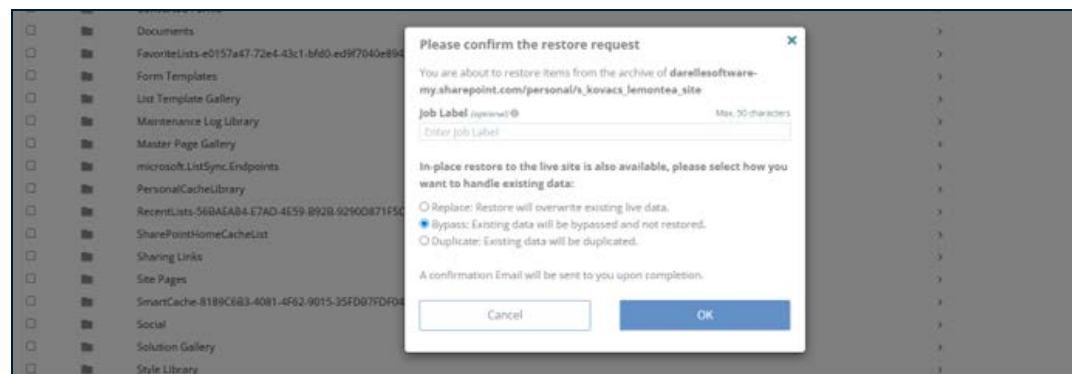 Documents
FavoriteLists-e0157a47-72e4-43c1-bfd0-ed9f7040e894
Form Templates
List Template Gallery
Maintenance Log Library
Master Page Gallery
microsoft.ListSync.Endpoints
PersonalCacheLibrary
RecentLists-56BAEAB4-E7AD-4E59-B92B-9290D871F5C
SharePointHomeCacheList
Sharing Links
Site Pages
SmartCache-8189C6B3-4081-4F62-9015-35FDB7FDF04
Social
Solution Gallery
Style Library
Please confirm the restore request
You are about to restore items from the archive of darellesoftware-
my.sharepoint.com/personal/s_kovacs_lemontea_site
Job Label (optional) Max. 50 characters
Enter Job Label
In-place restore to the live site is also available, please select how you
want to handle existing data:
Replace: Restore will overwrite existing live data.
Bypass: Existing data will be bypassed and not restored.
Duplicate: Existing data will be duplicated.
A confirmation Email will be sent to you upon completion.
Cancel OK